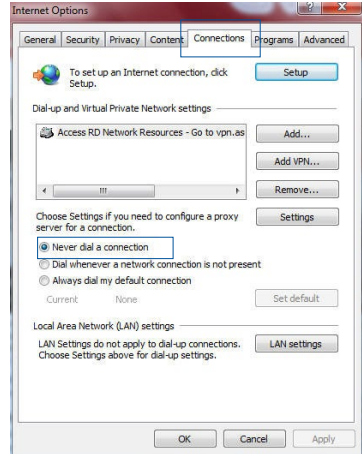 Internet Options
General Security Privacy Content Connections Programs Advanced
To set up an Internet connection, click
Setup.
Setup
Dial-up and Virtual Private Network settings
Access RD Network Resources - Go to vpn.as
Add...
Add VPN...
Remove...
Choose Settings if you need to configure a proxy
server for a connection.
Settings
Never dial a connection
Dial whenever a network connection is not present
Always dial my default connection
Current None
Set default
Local Area Network (LAN) settings
LAN Settings do not apply to dial-up connections.
Choose Settings above for dial-up settings.
LAN settings
OK Cancel Apply